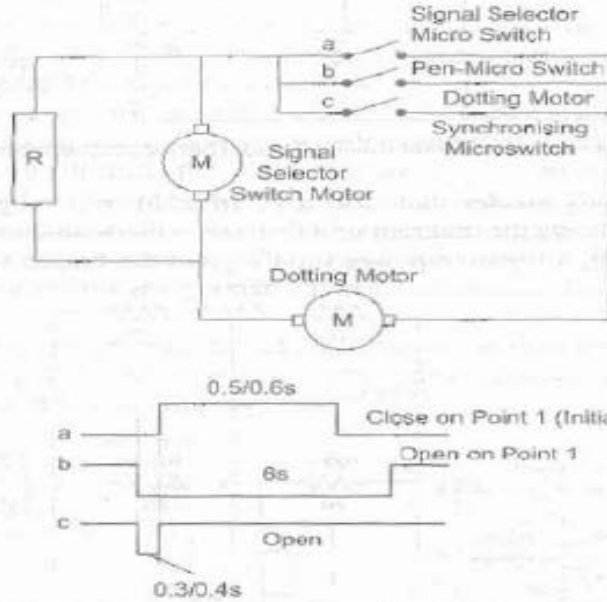 Signal Selector
Micro Switch
a
b
Pen-Micro Switch
c
Dotting Motor
Synchronising
Microswitch
R
M
Signal
Selector
Switch Motor
Dotting Motor
M
0.5/0.6s
a
Close on Point 1 (Initia
b
Open on Point 1
6s
c
Open
0.3/0.4s